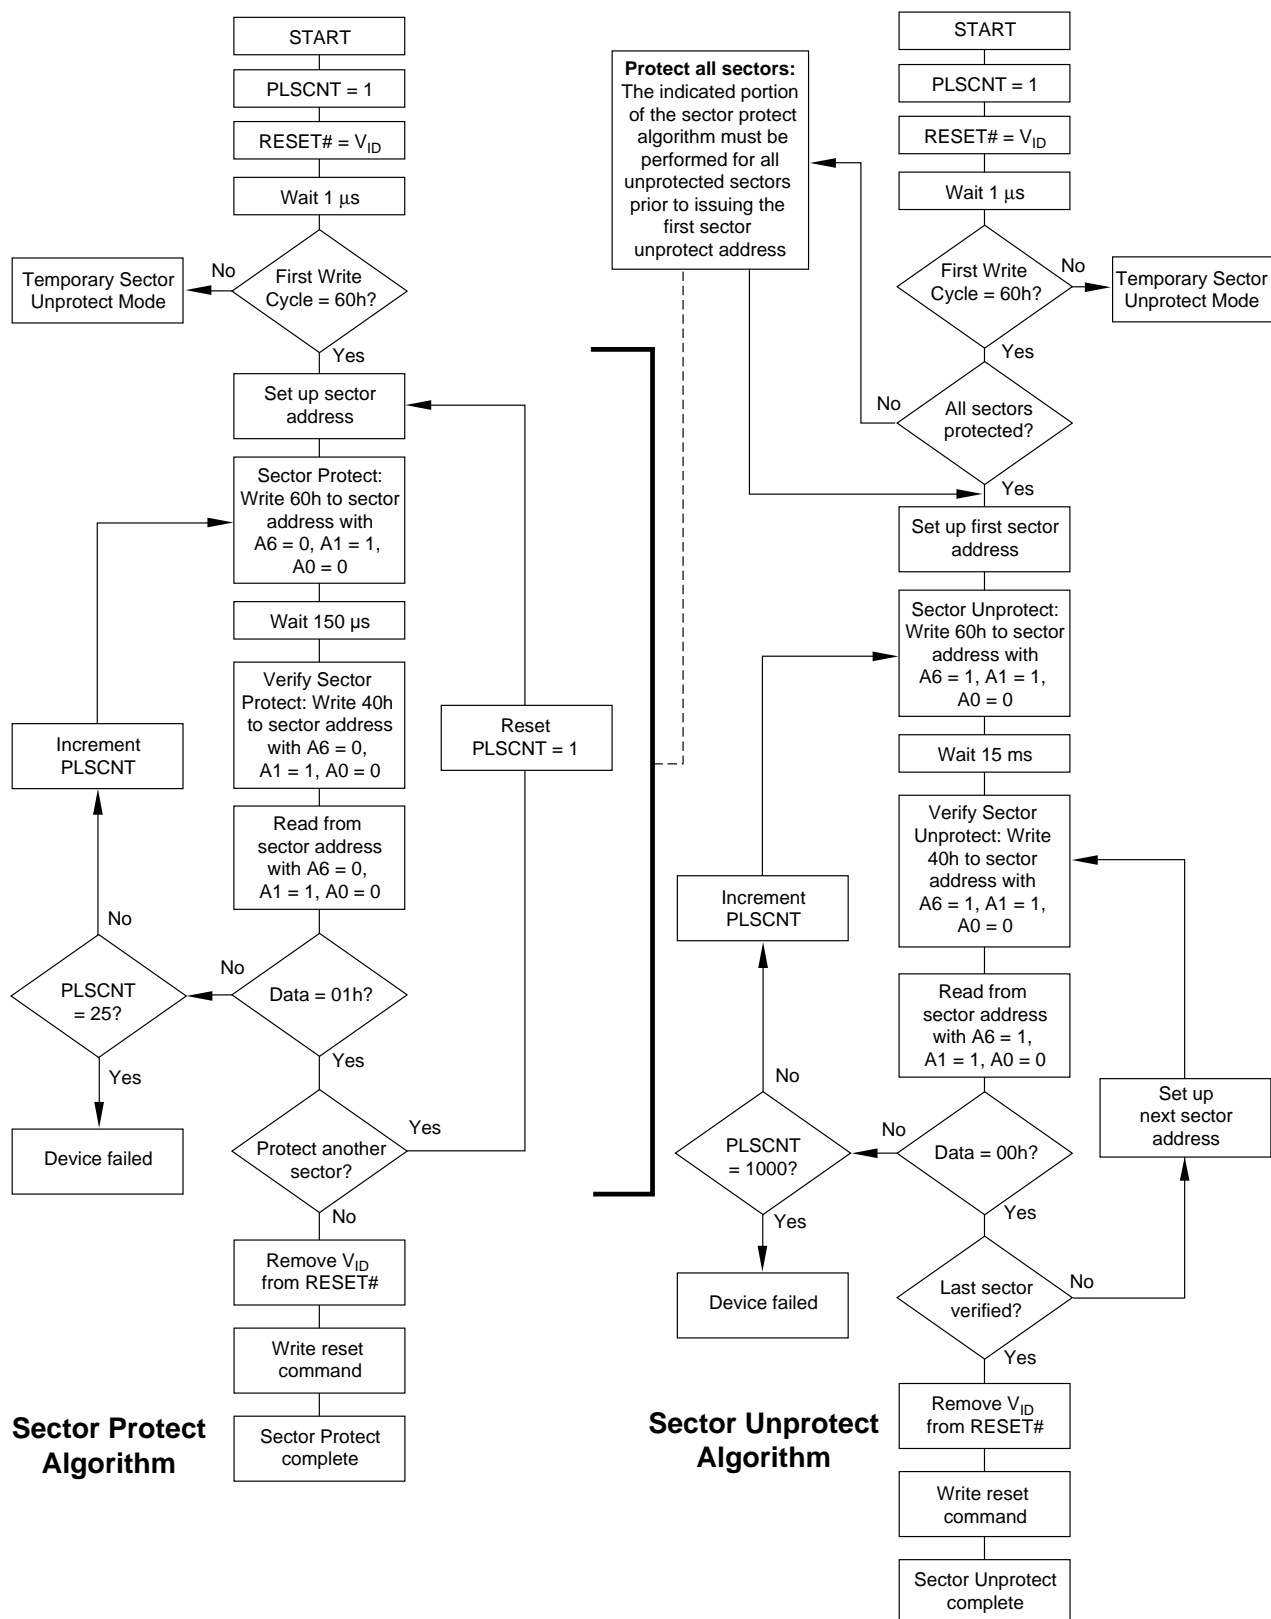 START
PLSCNT = 1
RESET# = VID
Wait 1 μs
First Write
Cycle = 60h?
No
Temporary Sector
Unprotect Mode
Yes
Set up sector
address
Sector Protect:
Write 60h to sector
address with
A6 = 0, A1 = 1,
A0 = 0
Wait 150 µs
Verify Sector
Protect: Write 40h
to sector address
with A6 = 0,
A1 = 1, A0 = 0
Read from
sector address
with A6 = 0,
A1 = 1, A0 = 0
Data = 01h?
No
PLSCNT
= 25?
No
Increment
PLSCNT
Yes
Device failed
Yes
Protect another
sector?
Yes
Reset
PLSCNT = 1
No
Remove VID
from RESET#
Write reset
command
Sector Protect
complete
Sector Protect
Algorithm
Protect all sectors:
The indicated portion
of the sector protect
algorithm must be
performed for all
unprotected sectors
prior to issuing the
first sector
unprotect address
START
PLSCNT = 1
RESET# = VID
Wait 1 μs
First Write
Cycle = 60h?
No
Temporary Sector
Unprotect Mode
Yes
All sectors
protected?
No
Yes
Set up first sector
address
Sector Unprotect:
Write 60h to sector
address with
A6 = 1, A1 = 1,
A0 = 0
Wait 15 ms
Verify Sector
Unprotect: Write
40h to sector
address with
A6 = 1, A1 = 1,
A0 = 0
Read from
sector address
with A6 = 1,
A1 = 1, A0 = 0
Data = 00h?
No
PLSCNT
= 1000?
No
Increment
PLSCNT
Yes
Device failed
Yes
Last sector
verified?
No
Set up
next sector
address
Yes
Remove VID
from RESET#
Write reset
command
Sector Unprotect
complete
Sector Unprotect
Algorithm